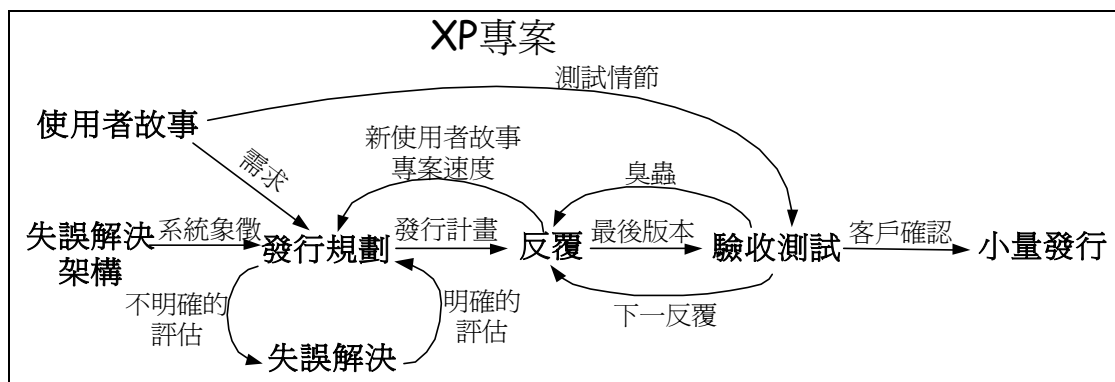 XP專案
測試情節
使用者故事
新使用者故事
專案速度
需求
臭蟲
失誤解決
架構
系統象徵
發行規劃
發行計畫
反覆
最後版本
驗收測試
客戶確認
小量發行
不明確的
評估
明確的
評估
下一反覆
失誤解決